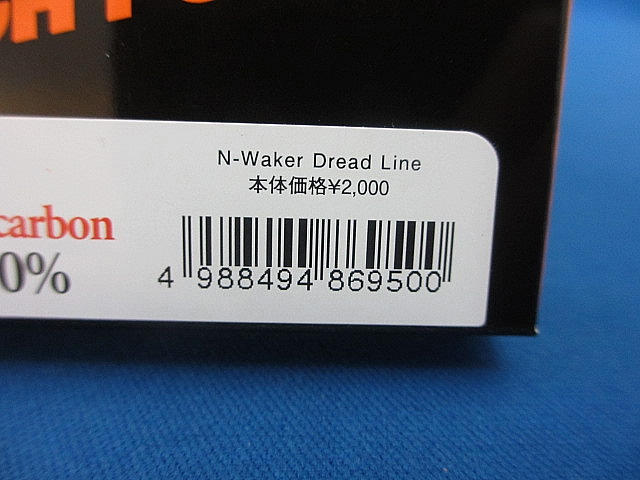 N-Waker Dread Line
本体価格¥2,000
carbon
0%
4 988494 869500